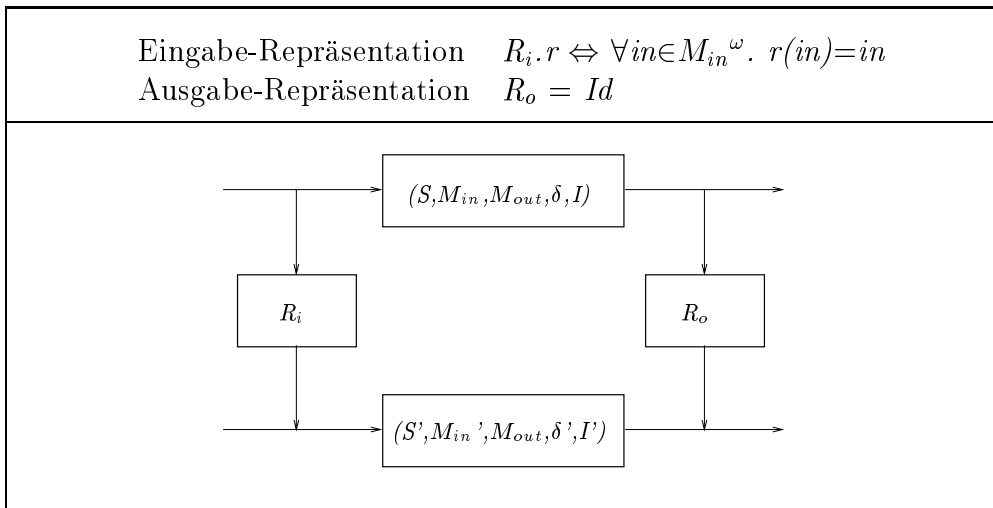 Eingabe-Repräsentation R_i.r ⇔ ∀in∈M_in^ω. r(in)=in
Ausgabe-Repräsentation R_o = Id
(S,M_in,M_out,δ,I)
R_i
R_o
(S',M_in',M_out,δ',I')